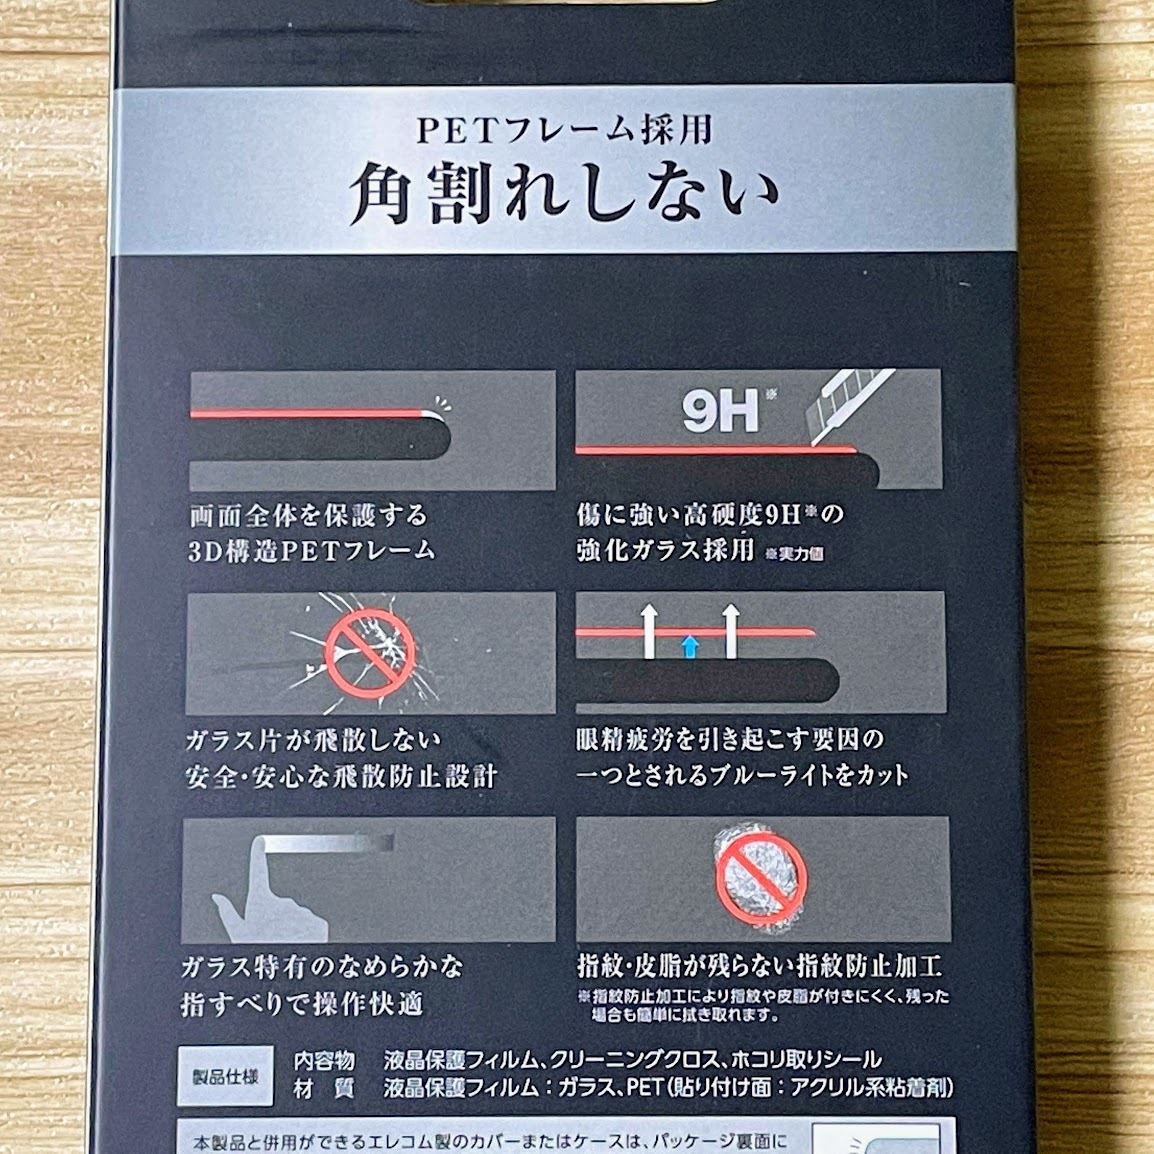 PETフレーム採用
角割れしない
9H※
画面全体を保護する
3D構造PETフレーム
傷に強い高硬度9H※の
強化ガラス採用 ※実力値
ガラス片が飛散しない
安全・安心な飛散防止設計
眼精疲労を引き起こす要因の
一つとされるブルーライトをカット
ガラス特有のなめらかな
指すべりで操作快適
指紋・皮脂が残らない指紋防止加工
※指紋防止加工により指紋や皮脂が付きにくく、残った
場合も簡単に拭き取れます。
製品仕様
内容物 液晶保護フィルム、クリーニングクロス、ホコリ取りシール
材 質 液晶保護フィルム：ガラス、PET（貼り付け面：アクリル系粘着剤）
本製品と併用ができるエレコム製のカバーまたはケースは、パッケージ裏面に